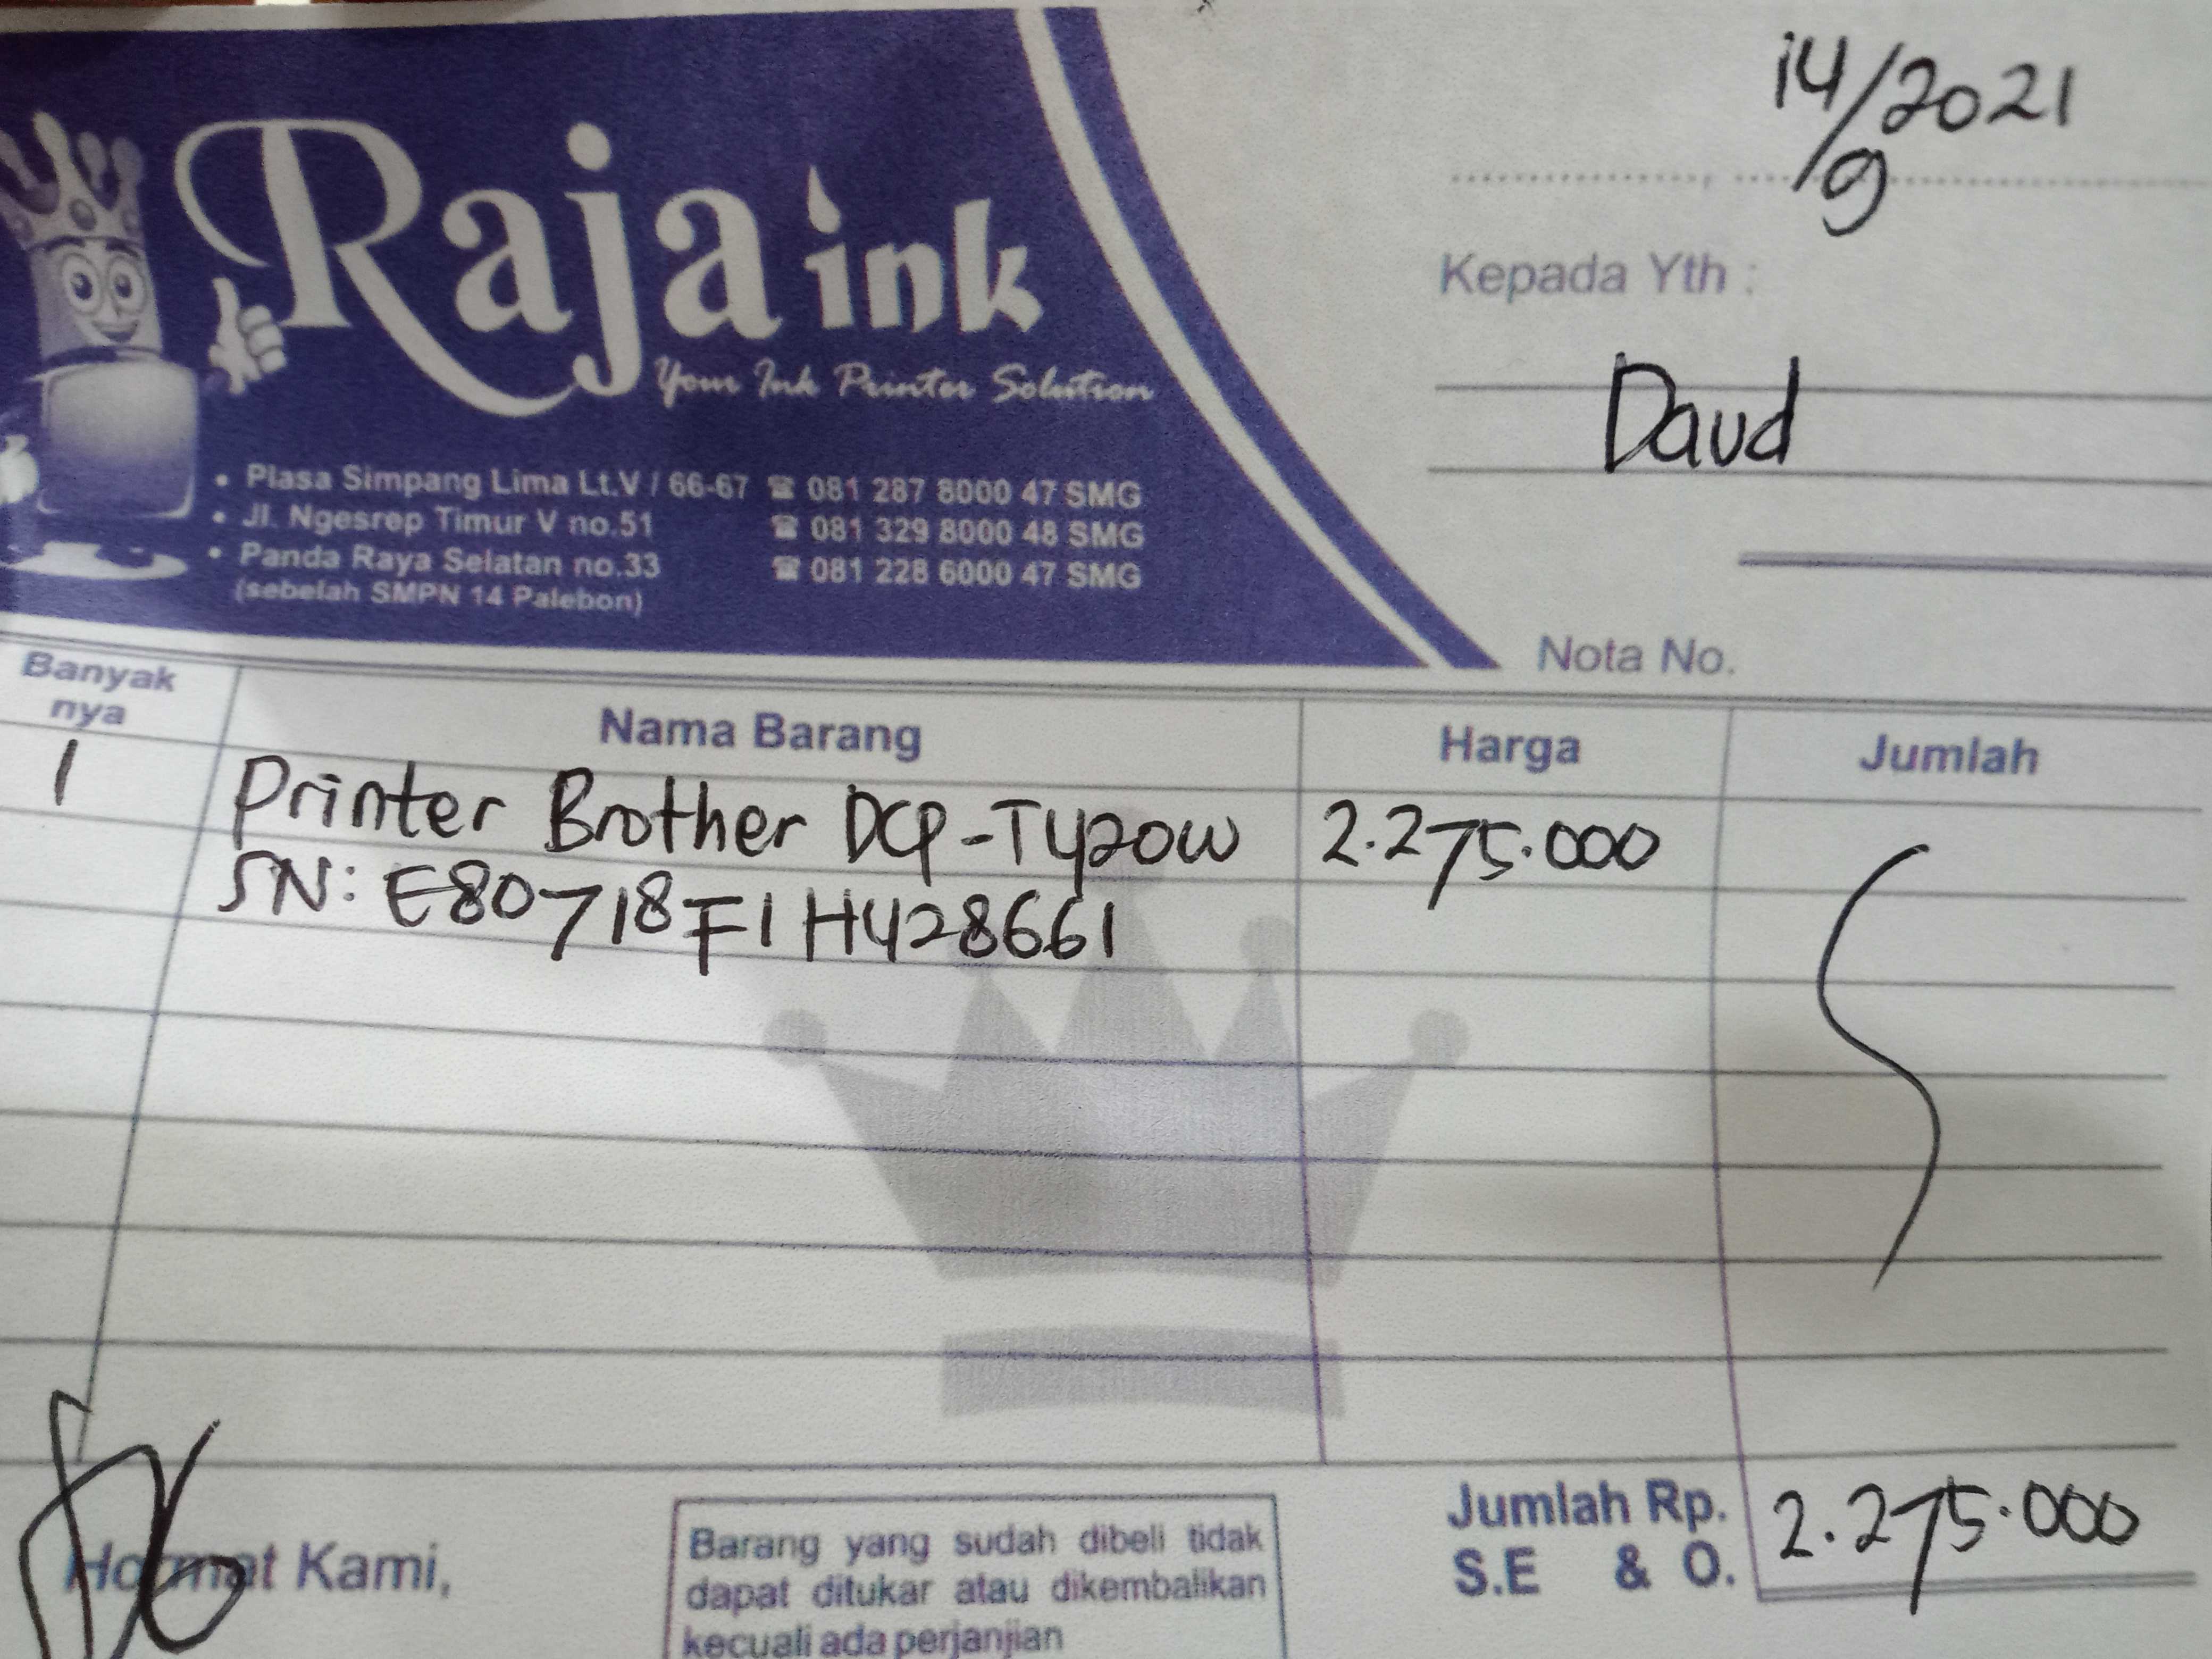 Raja ink
Your Ink Printer Solution
• Plasa Simpang Lima Lt.V / 66-67 ☎ 081 287 8000 47 SMG
• Jl. Ngesrep Timur V no.51 ☎ 081 329 8000 48 SMG
• Panda Raya Selatan no.33 ☎ 081 228 6000 47 SMG
(sebelah SMPN 14 Palebon)
14/9 2021
Kepada Yth :
Daud
Nota No.
Banyak nya Nama Barang Harga Jumlah
1 Printer Brother DCP-T420W 2.275.000
SN: E80718F1H428661
Jumlah Rp. 2.275.000
S.E & O.
Hormat Kami,
Barang yang sudah dibeli tidak
dapat ditukar atau dikembalikan
kecuali ada perjanjian